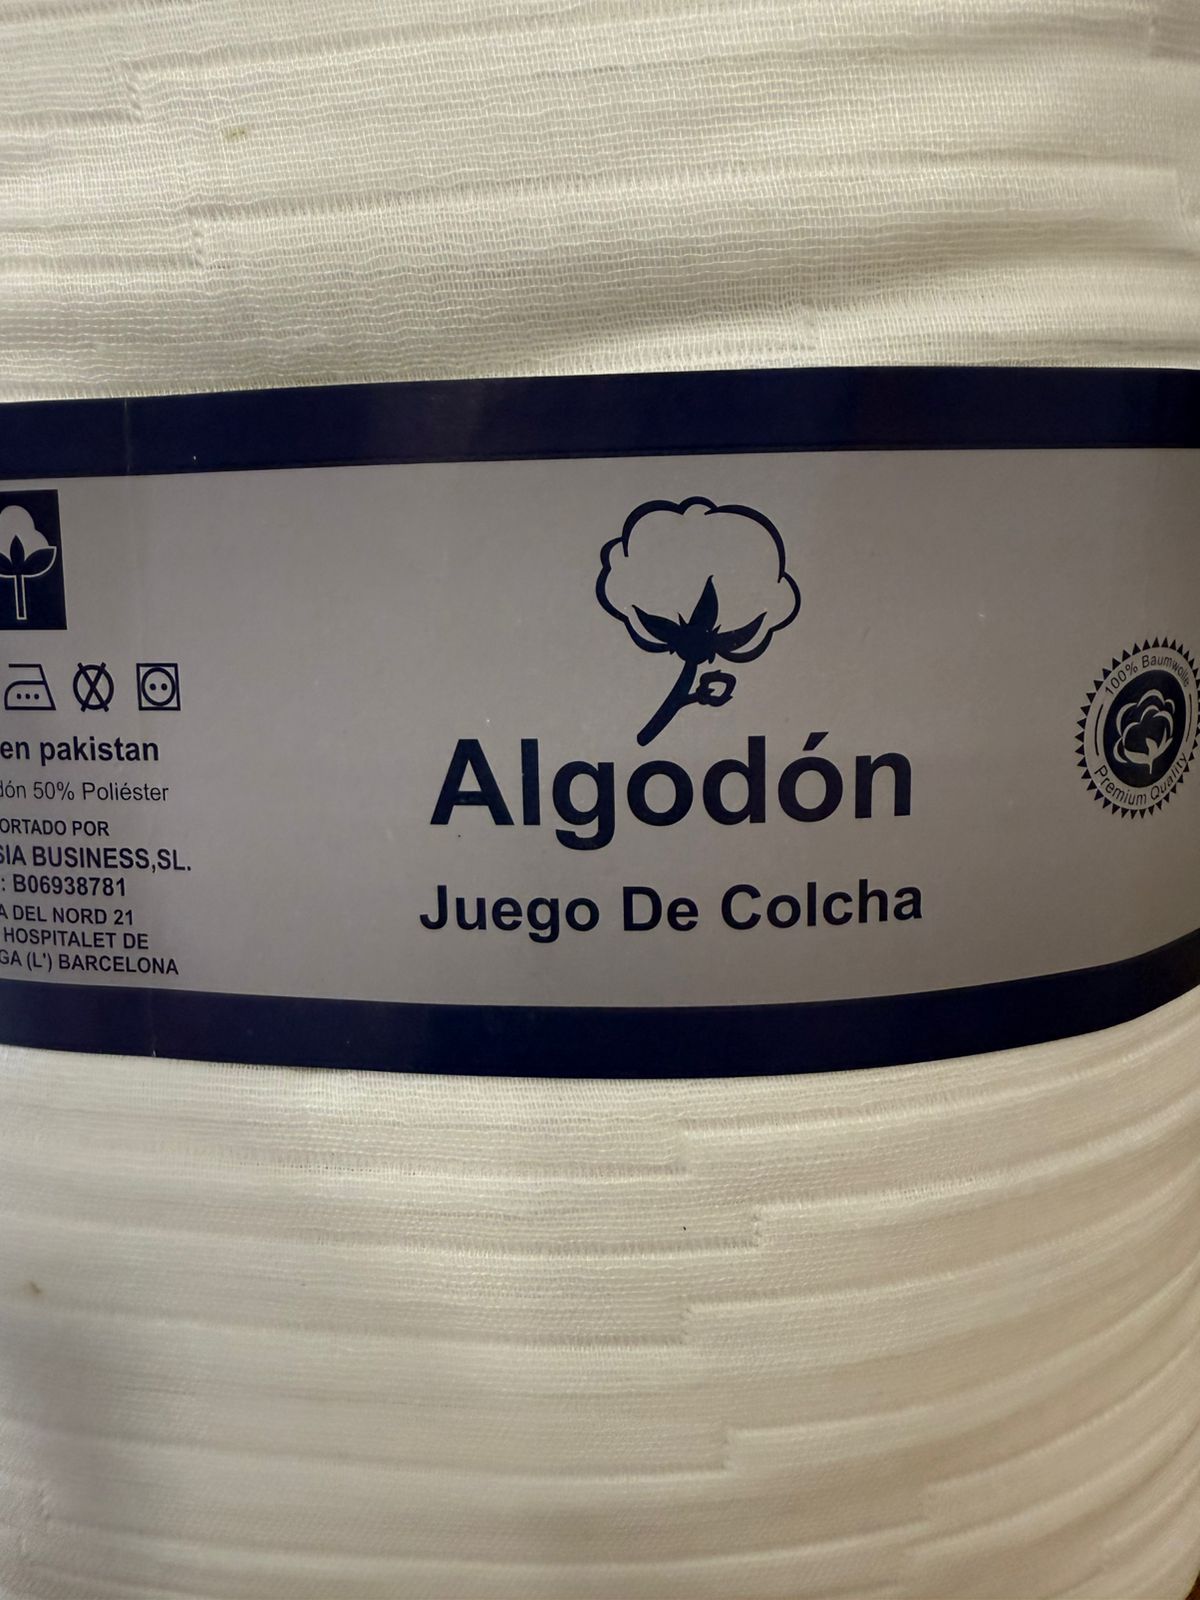 en pakistan
dón 50% Poliéster
ORTADO POR
SIA BUSINESS,SL.
: B06938781
A DEL NORD 21
HOSPITALET DE
GA (L') BARCELONA
Algodón
Juego De Colcha
100% Baumwolle
Premium Quality